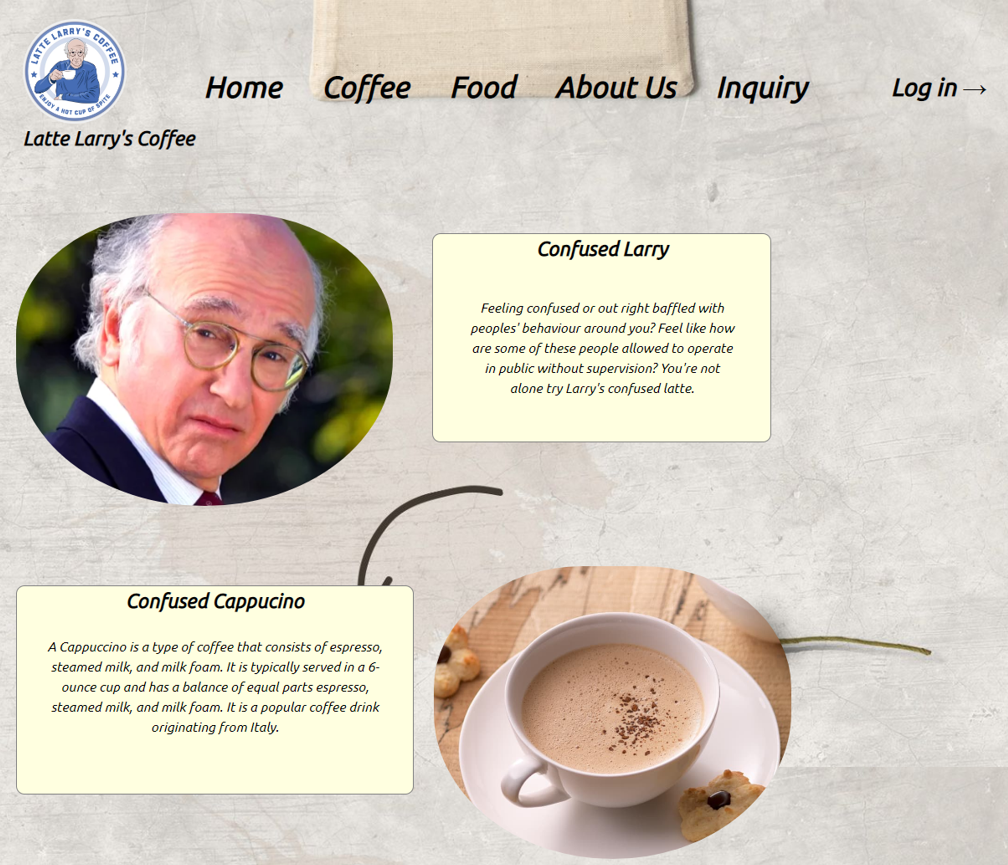 LATTE LARRY'S COFFEE
ENJOY A HOT CUP OF SPITE
Latte Larry's Coffee
Home
Coffee
Food
About Us
Inquiry
Log in →
Confused Larry
Feeling confused or out right baffled with
peoples' behaviour around you? Feel like how
are some of these people allowed to operate
in public without supervision? You're not
alone try Larry's confused latte.
Confused Cappucino
A Cappuccino is a type of coffee that consists of espresso,
steamed milk, and milk foam. It is typically served in a 6-
ounce cup and has a balance of equal parts espresso,
steamed milk, and milk foam. It is a popular coffee drink
originating from Italy.